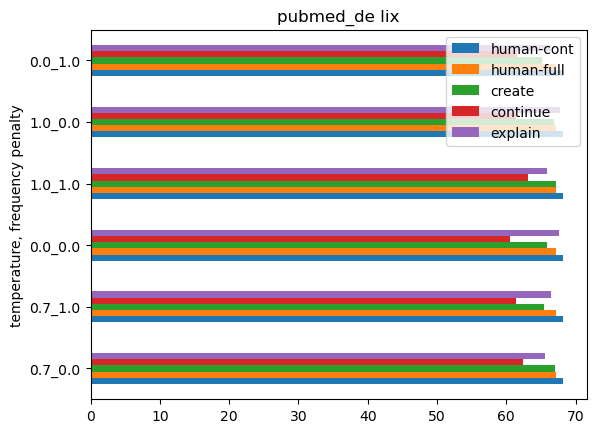 pubmed_de lix
temperature, frequency penalty
0.0_1.0
1.0_0.0
1.0_1.0
0.0_0.0
0.7_1.0
0.7_0.0
human-cont
human-full
create
continue
explain
0 10 20 30 40 50 60 70